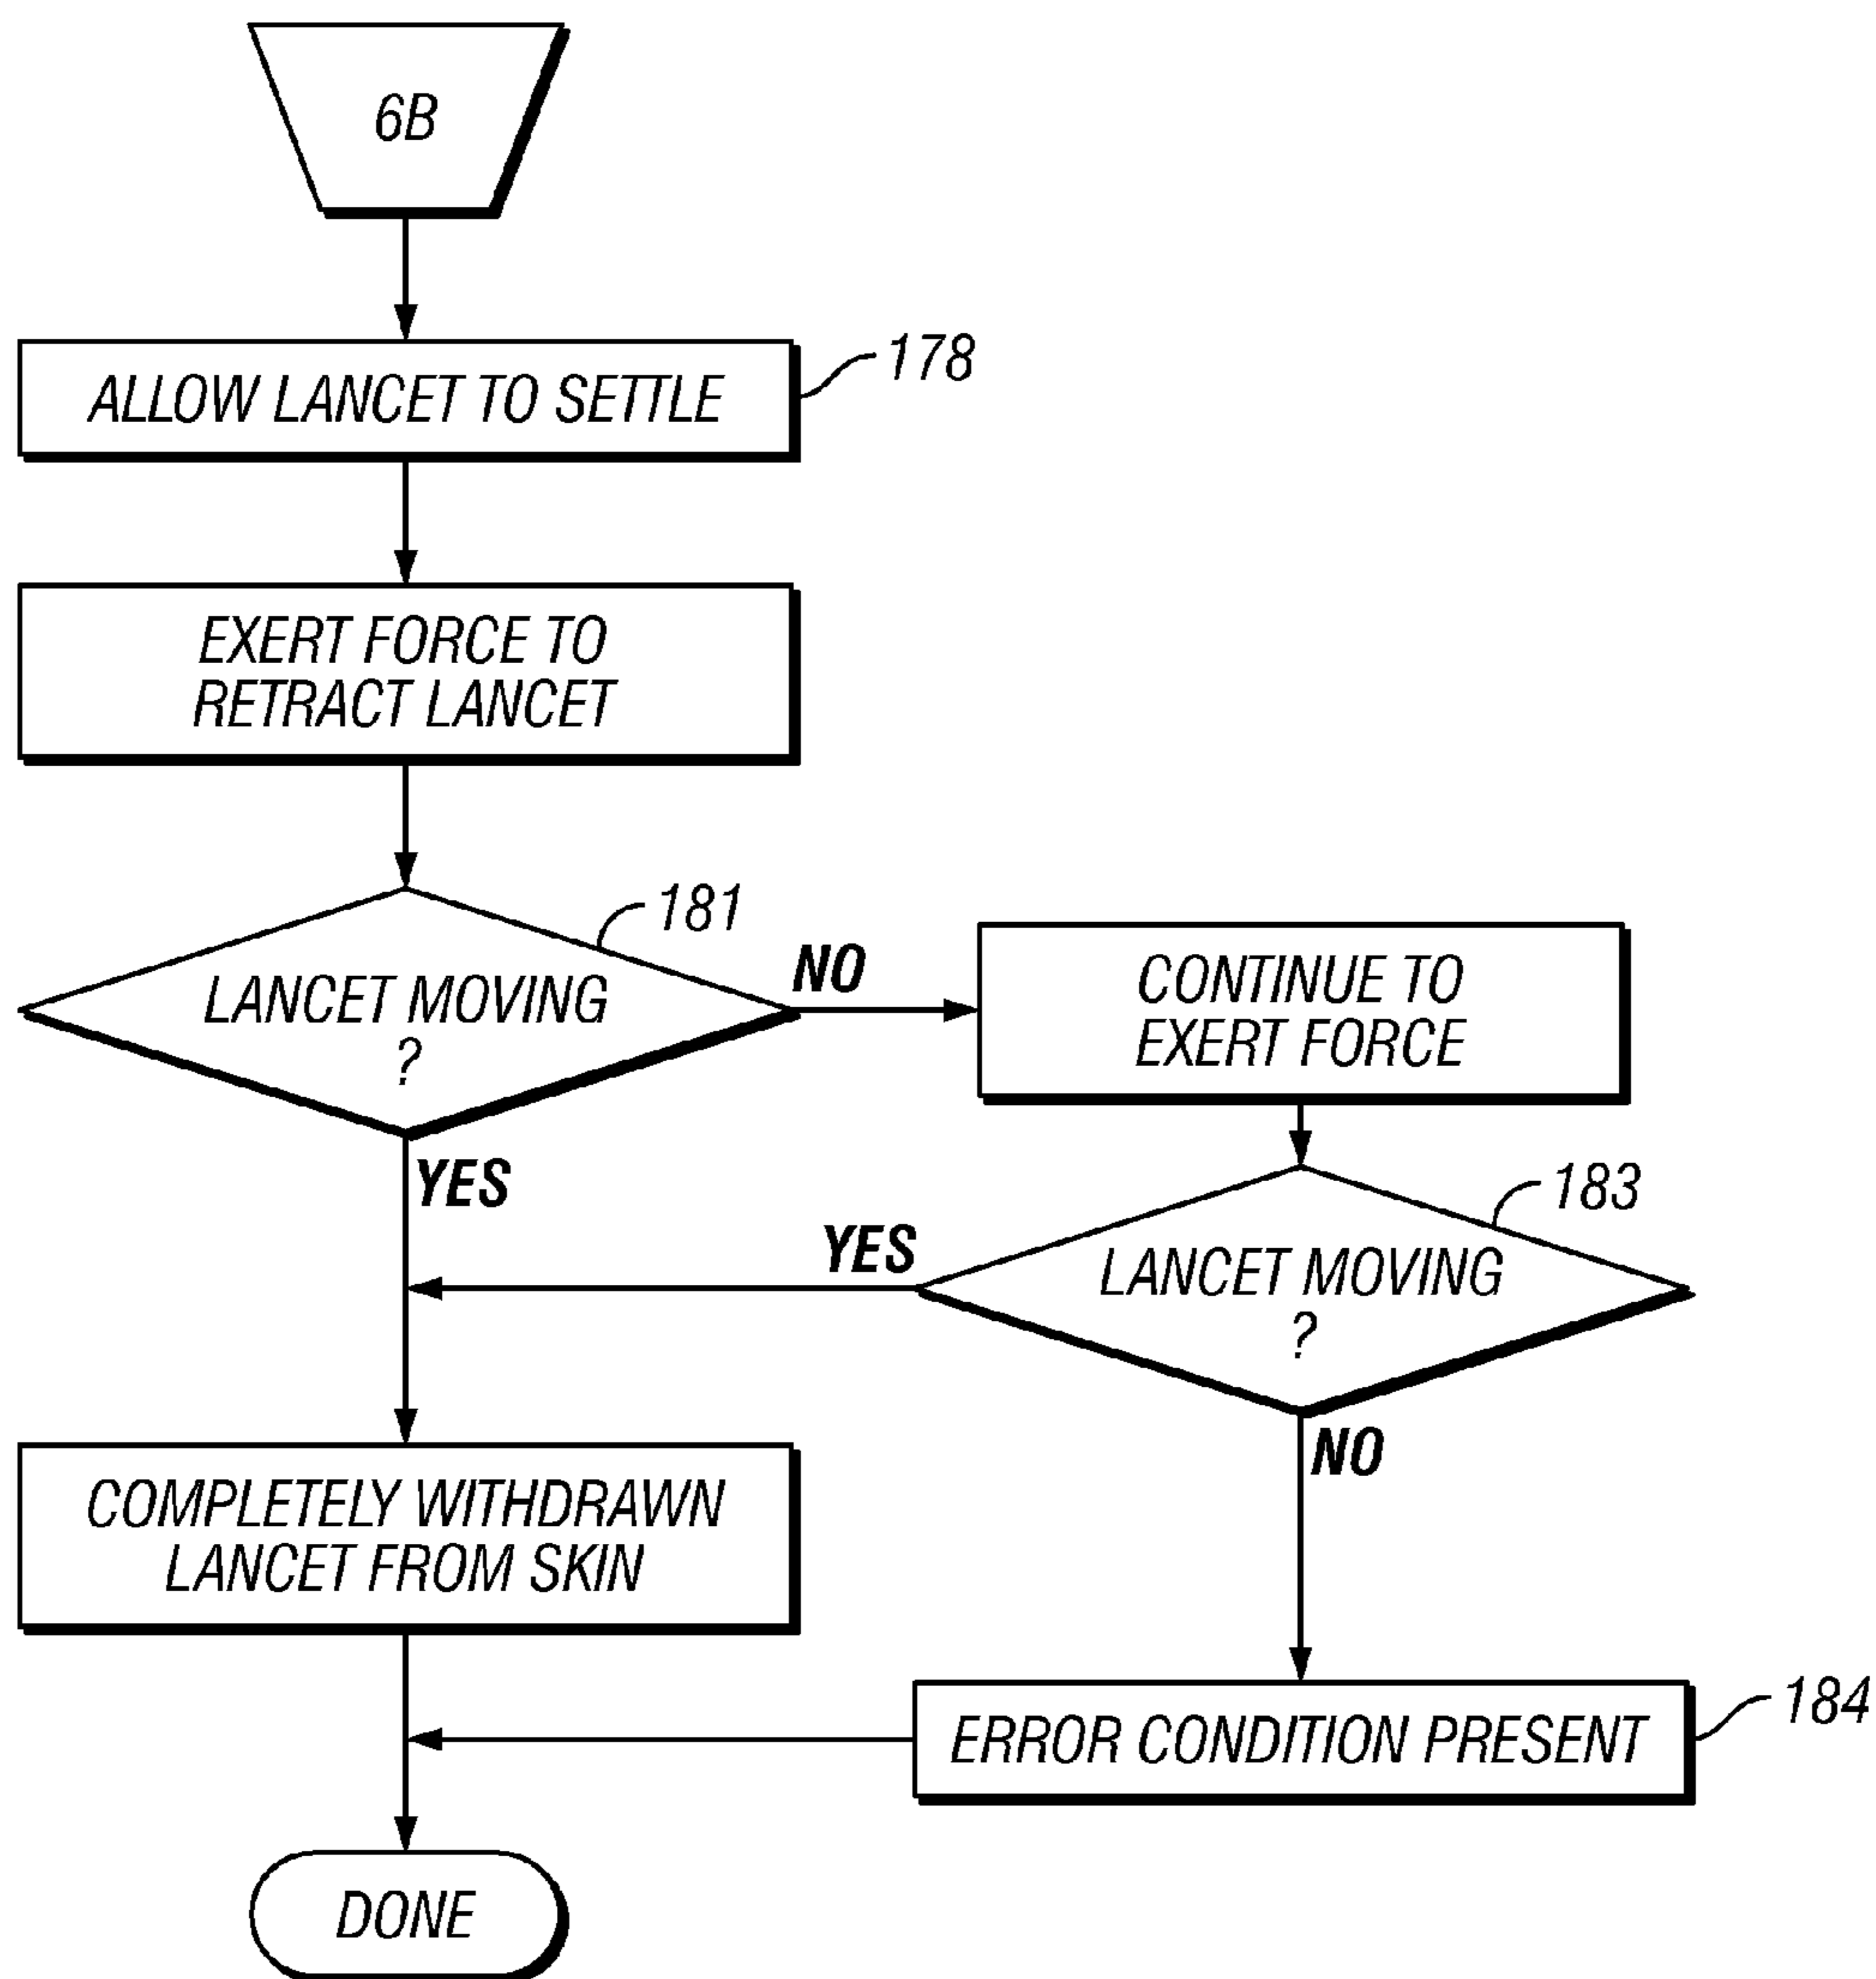 6B
ALLOW LANCET TO SETTLE
178
EXERT FORCE TO
RETRACT LANCET
181
LANCET MOVING
?
NO
CONTINUE TO
EXERT FORCE
YES
183
LANCET MOVING
?
YES
NO
COMPLETELY WITHDRAWN
LANCET FROM SKIN
184
ERROR CONDITION PRESENT
DONE